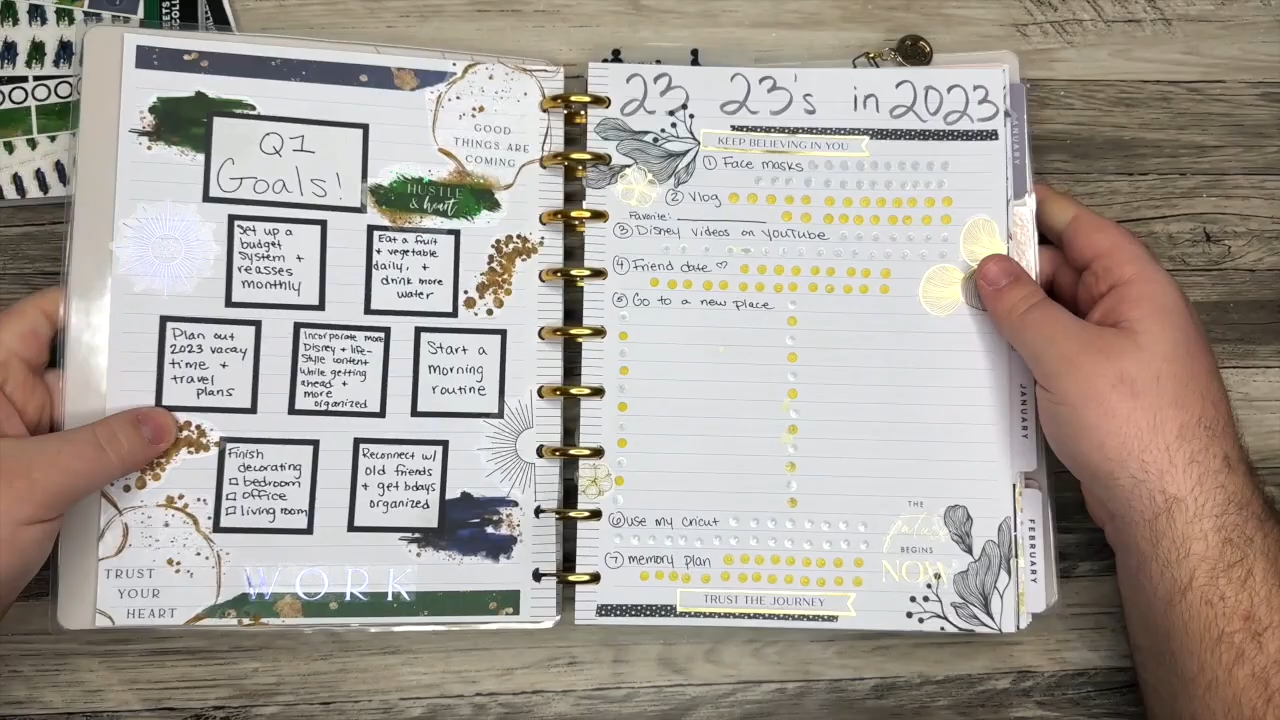 Q1
Goals!
GOOD
THINGS ARE
COMING
HUSTLE
& heart
Set up a
budget
system +
reasses
monthly
Eat a fruit
+ vegetable
daily, +
drink more
water
Plan out
2023 vacay
time +
travel
plans
Incorporate more
Disney + life-
style content
while getting
ahead +
more
organized
Start a
morning
routine
Finish
decorating
bedroom
office
living room
Reconnect w/
old friends
+ get bdays
organized
TRUST
YOUR
HEART
WORK
23 23's in 2023
KEEP BELIEVING IN YOU
① Face masks
② Vlog
Favorite:
③ Disney videos on YOUTUBE
④ Friend date ♡
⑤ Go to a new place
⑥ use my cricut
⑦ memory plan
THE
future
BEGINS
NOW
TRUST THE JOURNEY
JANUARY
JANUARY
FEBRUARY